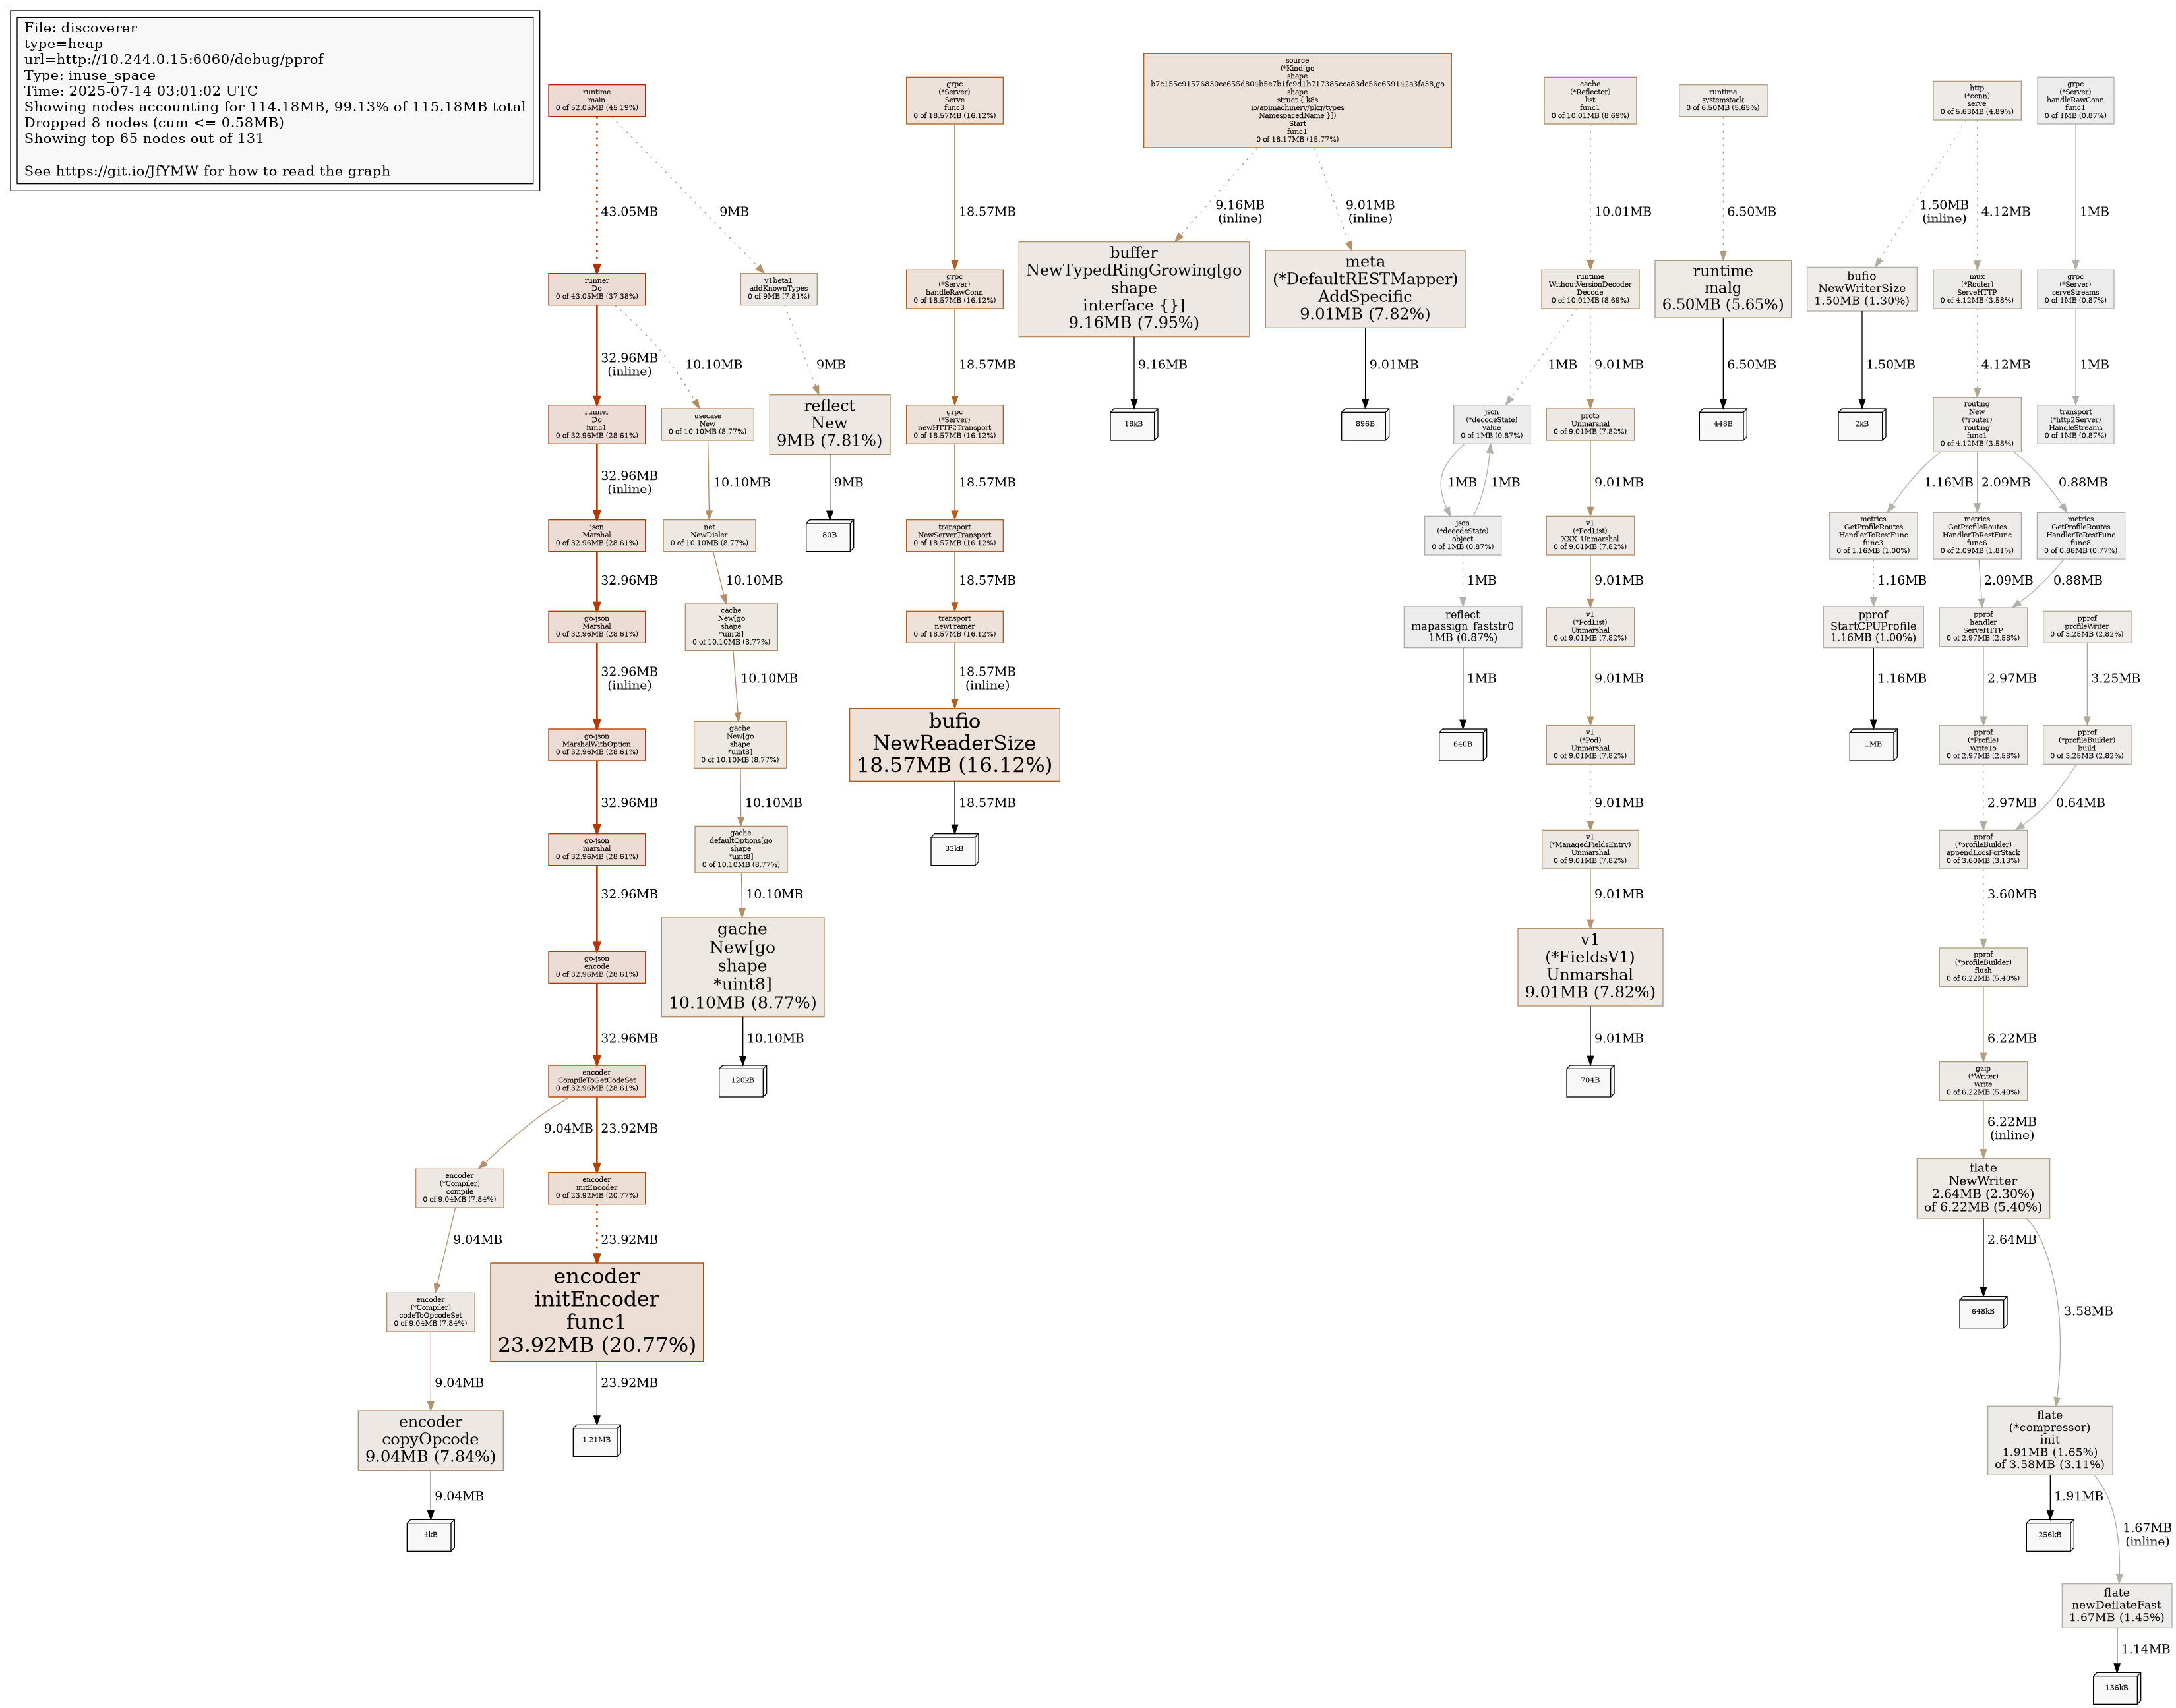 File: discoverer
type=heap
url=http://10.244.0.15:6060/debug/pprof
Type: inuse_space
Time: 2025-07-14 03:01:02 UTC
Showing nodes accounting for 114.18MB, 99.13% of 115.18MB total
Dropped 8 nodes (cum <= 0.58MB)
Showing top 65 nodes out of 131
See https://git.io/JfYMW for how to read the graph
runtime
main
0 of 52.05MB (45.19%)
43.05MB
9MB
runner
Do
0 of 43.05MB (37.38%)
v1beta1
addKnownTypes
0 of 9MB (7.81%)
32.96MB
(inline)
10.10MB
9MB
runner
Do
func1
0 of 32.96MB (28.61%)
usecase
New
0 of 10.10MB (8.77%)
reflect
New
9MB (7.81%)
32.96MB
(inline)
10.10MB
9MB
json
Marshal
0 of 32.96MB (28.61%)
net
NewDialer
0 of 10.10MB (8.77%)
80B
32.96MB
10.10MB
go-json
Marshal
0 of 32.96MB (28.61%)
cache
New[go
shape
*uint8]
0 of 10.10MB (8.77%)
32.96MB
(inline)
10.10MB
go-json
MarshalWithOption
0 of 32.96MB (28.61%)
gache
New[go
shape
*uint8]
0 of 10.10MB (8.77%)
32.96MB
10.10MB
go-json
marshal
0 of 32.96MB (28.61%)
gache
defaultOptions[go
shape
*uint8]
0 of 10.10MB (8.77%)
32.96MB
10.10MB
go-json
encode
0 of 32.96MB (28.61%)
gache
New[go
shape
*uint8]
10.10MB (8.77%)
32.96MB
10.10MB
encoder
CompileToGetCodeSet
0 of 32.96MB (28.61%)
120kB
9.04MB
23.92MB
encoder
(*Compiler)
compile
0 of 9.04MB (7.84%)
encoder
initEncoder
0 of 23.92MB (20.77%)
9.04MB
23.92MB
encoder
(*Compiler)
codeToOpcodeSet
0 of 9.04MB (7.84%)
encoder
initEncoder
func1
23.92MB (20.77%)
9.04MB
23.92MB
encoder
copyOpcode
9.04MB (7.84%)
1.21MB
9.04MB
4kB
grpc
(*Server)
Serve
func3
0 of 18.57MB (16.12%)
18.57MB
grpc
(*Server)
handleRawConn
0 of 18.57MB (16.12%)
18.57MB
grpc
(*Server)
newHTTP2Transport
0 of 18.57MB (16.12%)
18.57MB
transport
NewServerTransport
0 of 18.57MB (16.12%)
18.57MB
transport
newFramer
0 of 18.57MB (16.12%)
18.57MB
(inline)
bufio
NewReaderSize
18.57MB (16.12%)
18.57MB
32kB
source
(*Kind[go
shape
b7c155c91576830ee655d804b5e7b1fc9d1b717385cca83dc56c659142a3fa38,go
shape
struct { k8s
io/apimachinery/pkg/types
NamespacedName }])
Start
func1
0 of 18.17MB (15.77%)
9.16MB
(inline)
9.01MB
(inline)
buffer
NewTypedRingGrowing[go
shape
interface {}]
9.16MB (7.95%)
meta
(*DefaultRESTMapper)
AddSpecific
9.01MB (7.82%)
9.16MB
9.01MB
18kB
896B
cache
(*Reflector)
list
func1
0 of 10.01MB (8.69%)
10.01MB
runtime
WithoutVersionDecoder
Decode
0 of 10.01MB (8.69%)
1MB
9.01MB
json
(*decodeState)
value
0 of 1MB (0.87%)
proto
Unmarshal
0 of 9.01MB (7.82%)
1MB
1MB
9.01MB
json
(*decodeState)
object
0 of 1MB (0.87%)
v1
(*PodList)
XXX_Unmarshal
0 of 9.01MB (7.82%)
1MB
9.01MB
reflect
mapassign_faststr0
1MB (0.87%)
v1
(*PodList)
Unmarshal
0 of 9.01MB (7.82%)
1MB
9.01MB
640B
v1
(*Pod)
Unmarshal
0 of 9.01MB (7.82%)
9.01MB
v1
(*ManagedFieldsEntry)
Unmarshal
0 of 9.01MB (7.82%)
9.01MB
v1
(*FieldsV1)
Unmarshal
9.01MB (7.82%)
9.01MB
704B
runtime
systemstack
0 of 6.50MB (5.65%)
6.50MB
runtime
malg
6.50MB (5.65%)
6.50MB
448B
http
(*conn)
serve
0 of 5.63MB (4.89%)
1.50MB
(inline)
4.12MB
bufio
NewWriterSize
1.50MB (1.30%)
mux
(*Router)
ServeHTTP
0 of 4.12MB (3.58%)
1.50MB
4.12MB
2kB
routing
New
(*router)
routing
func1
0 of 4.12MB (3.58%)
1.16MB
2.09MB
0.88MB
metrics
GetProfileRoutes
HandlerToRestFunc
func3
0 of 1.16MB (1.00%)
metrics
GetProfileRoutes
HandlerToRestFunc
func6
0 of 2.09MB (1.81%)
metrics
GetProfileRoutes
HandlerToRestFunc
func8
0 of 0.88MB (0.77%)
1.16MB
2.09MB
0.88MB
pprof
StartCPUProfile
1.16MB (1.00%)
pprof
handler
ServeHTTP
0 of 2.97MB (2.58%)
pprof
profileWriter
0 of 3.25MB (2.82%)
1.16MB
2.97MB
3.25MB
1MB
pprof
(*Profile)
WriteTo
0 of 2.97MB (2.58%)
pprof
(*profileBuilder)
build
0 of 3.25MB (2.82%)
2.97MB
0.64MB
pprof
(*profileBuilder)
appendLocsForStack
0 of 3.60MB (3.13%)
3.60MB
pprof
(*profileBuilder)
flush
0 of 6.22MB (5.40%)
6.22MB
gzip
(*Writer)
Write
0 of 6.22MB (5.40%)
6.22MB
(inline)
flate
NewWriter
2.64MB (2.30%)
of 6.22MB (5.40%)
2.64MB
3.58MB
648kB
flate
(*compressor)
init
1.91MB (1.65%)
of 3.58MB (3.11%)
1.91MB
1.67MB
(inline)
256kB
flate
newDeflateFast
1.67MB (1.45%)
1.14MB
136kB
grpc
(*Server)
handleRawConn
func1
0 of 1MB (0.87%)
1MB
grpc
(*Server)
serveStreams
0 of 1MB (0.87%)
1MB
transport
(*http2Server)
HandleStreams
0 of 1MB (0.87%)